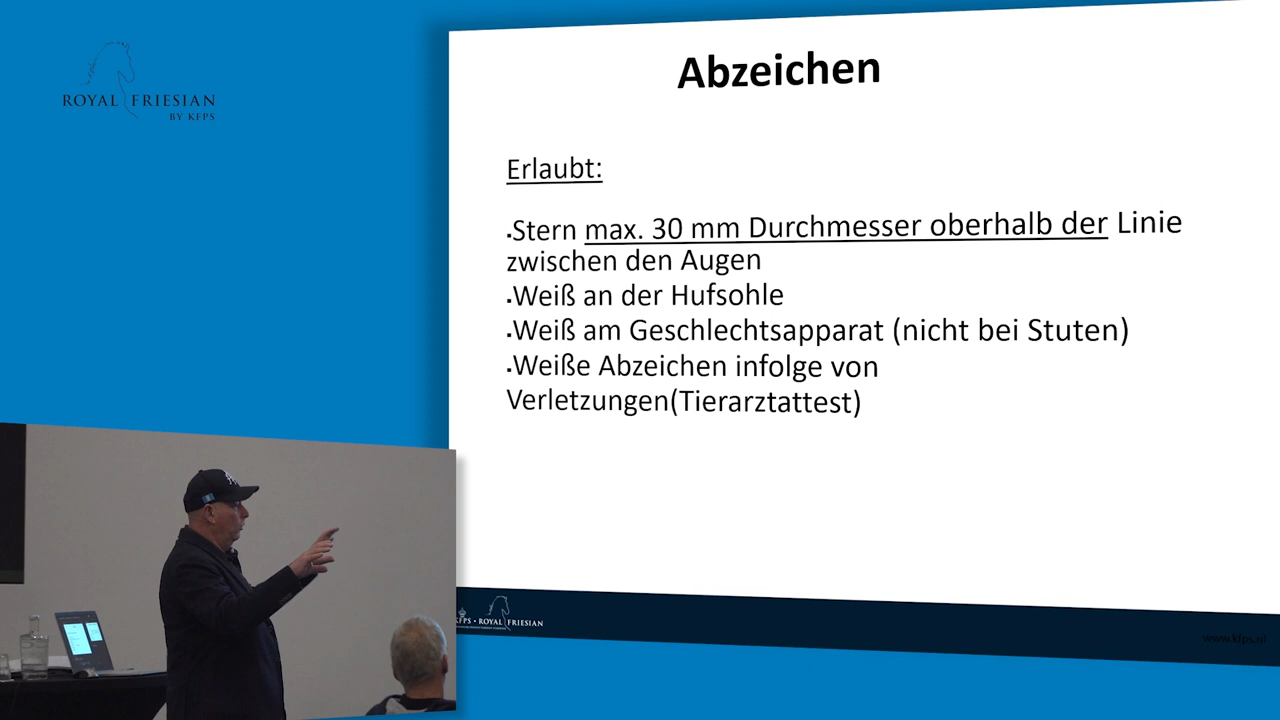 ROYAL FRIESIAN
BY KFPS
Abzeichen
Erlaubt:
▪Stern max. 30 mm Durchmesser oberhalb der Linie
zwischen den Augen
▪Weiß an der Hufsohle
▪Weiß am Geschlechtsapparat (nicht bei Stuten)
▪Weiße Abzeichen infolge von
Verletzungen(Tierarztattest)
KFPS • ROYAL FRIESIAN
www.kfps.nl